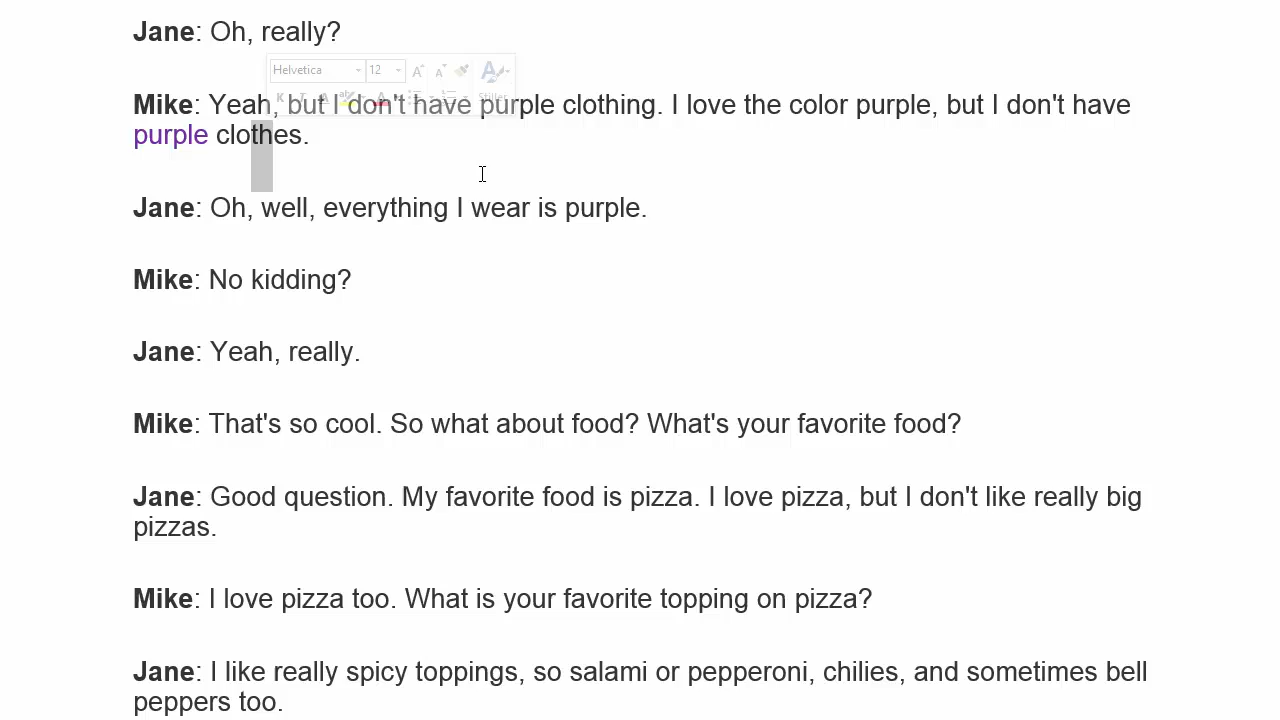 Jane: Oh, really?
Helvetica 12
K T A aby A Stiller
Mike: Yeah, but I don't have purple clothing. I love the color purple, but I don't have
purple clothes.
Jane: Oh, well, everything I wear is purple.
Mike: No kidding?
Jane: Yeah, really.
Mike: That's so cool. So what about food? What's your favorite food?
Jane: Good question. My favorite food is pizza. I love pizza, but I don't like really big
pizzas.
Mike: I love pizza too. What is your favorite topping on pizza?
Jane: I like really spicy toppings, so salami or pepperoni, chilies, and sometimes bell
peppers too.